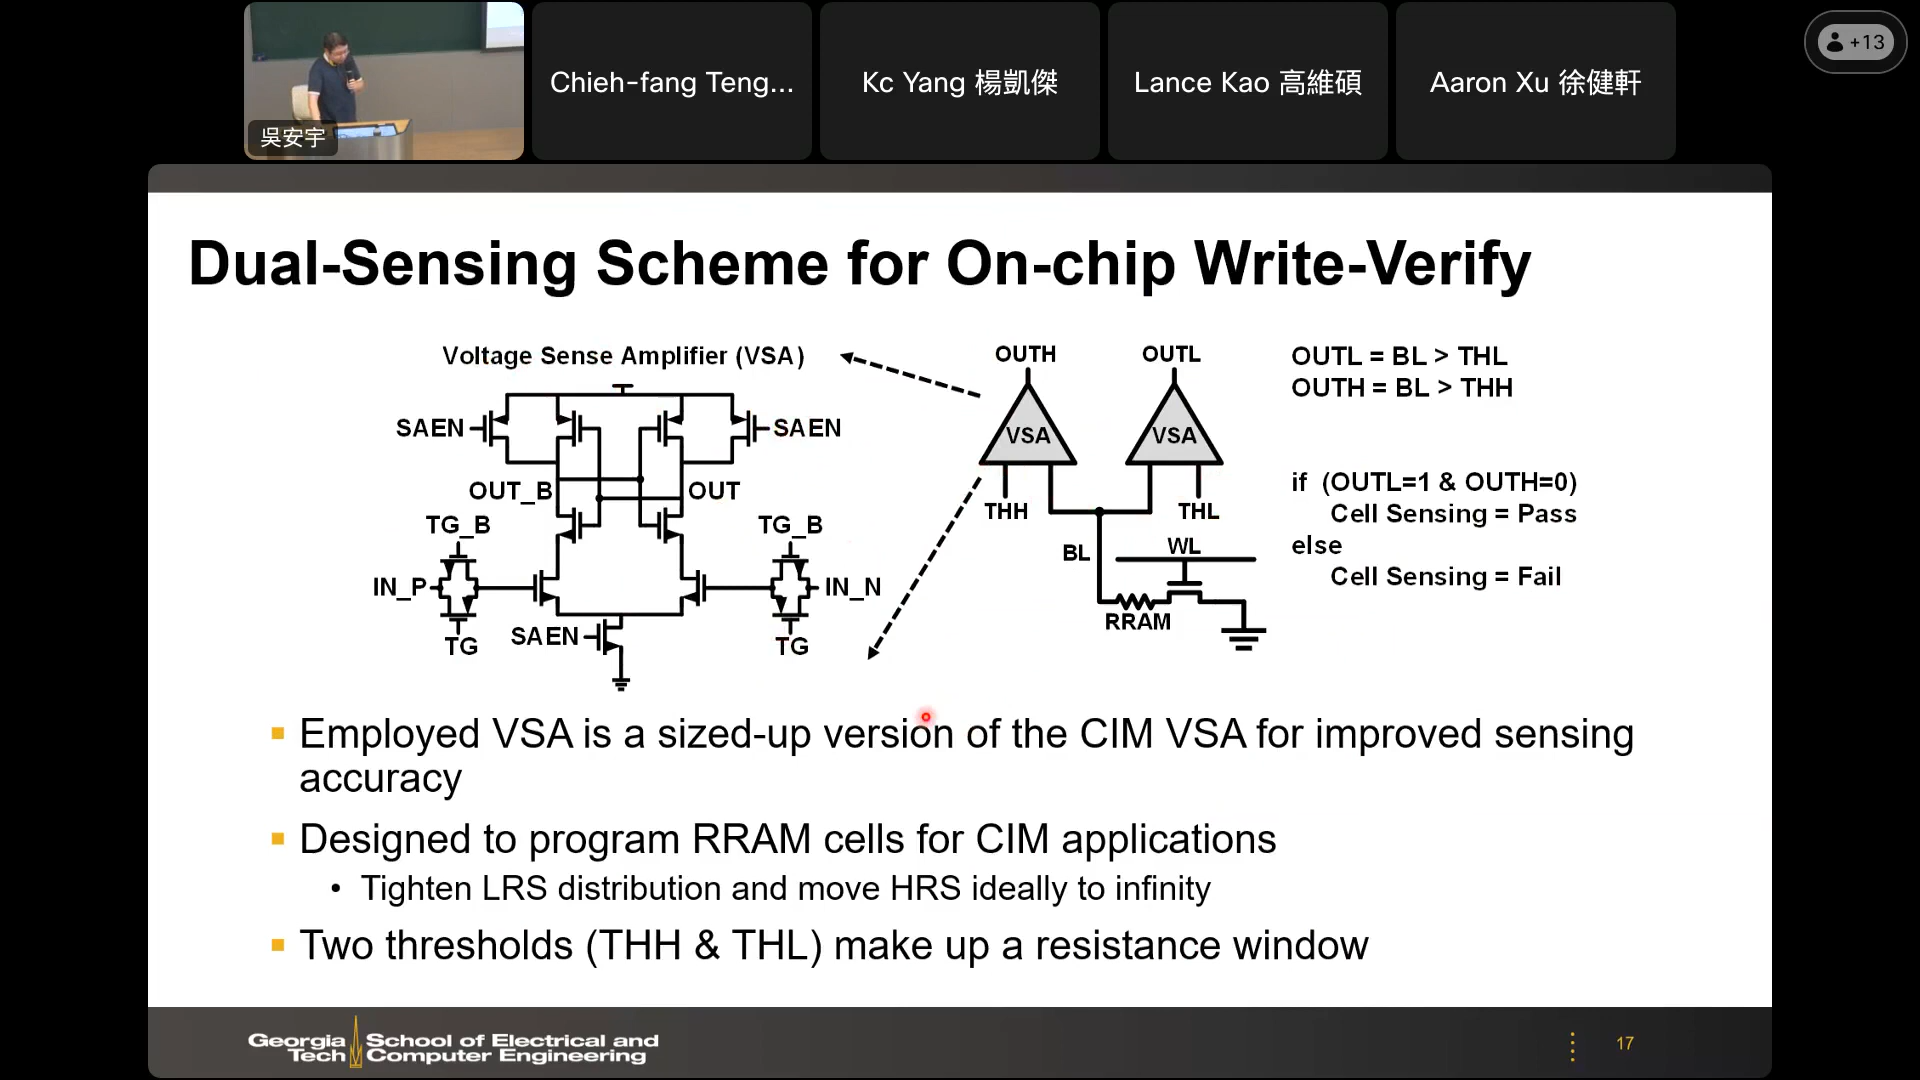 吳安宇
Chieh-fang Teng...
Kc Yang 楊凱傑
Lance Kao 高維碩
Aaron Xu 徐健軒
+13
Dual-Sensing Scheme for On-chip Write-Verify
Voltage Sense Amplifier (VSA)
SAEN
SAEN
OUT_B
OUT
TG_B
TG_B
IN_P
IN_N
TG
SAEN
TG
OUTH
OUTL
VSA
VSA
THH
THL
BL
WL
RRAM
OUTL = BL > THL
OUTH = BL > THH
if (OUTL=1 & OUTH=0)
Cell Sensing = Pass
else
Cell Sensing = Fail
▪ Employed VSA is a sized-up version of the CIM VSA for improved sensing
accuracy
▪ Designed to program RRAM cells for CIM applications
• Tighten LRS distribution and move HRS ideally to infinity
▪ Two thresholds (THH & THL) make up a resistance window
Georgia Tech
School of Electrical and
Computer Engineering
17